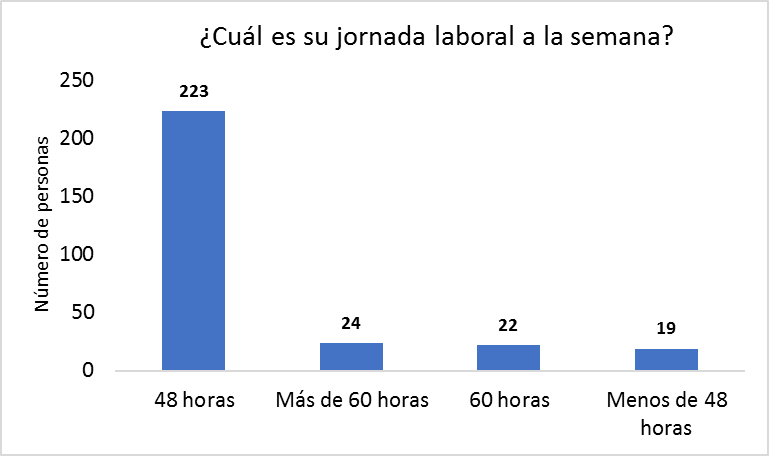 ¿Cuál es su jornada laboral a la semana?
Número de personas
250
200
150
100
50
0
223
24
22
19
48 horas
Más de 60 horas
60 horas
Menos de 48
horas